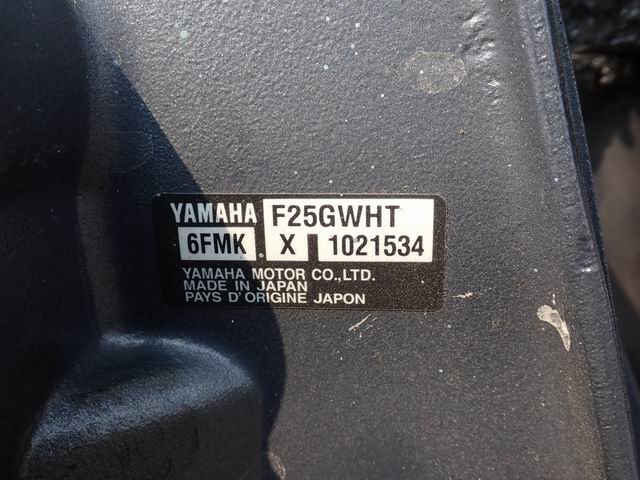 YAMAHA F25GWHT
6FMK X 1021534
YAMAHA MOTOR CO.,LTD.
MADE IN JAPAN
PAYS D'ORIGINE JAPON